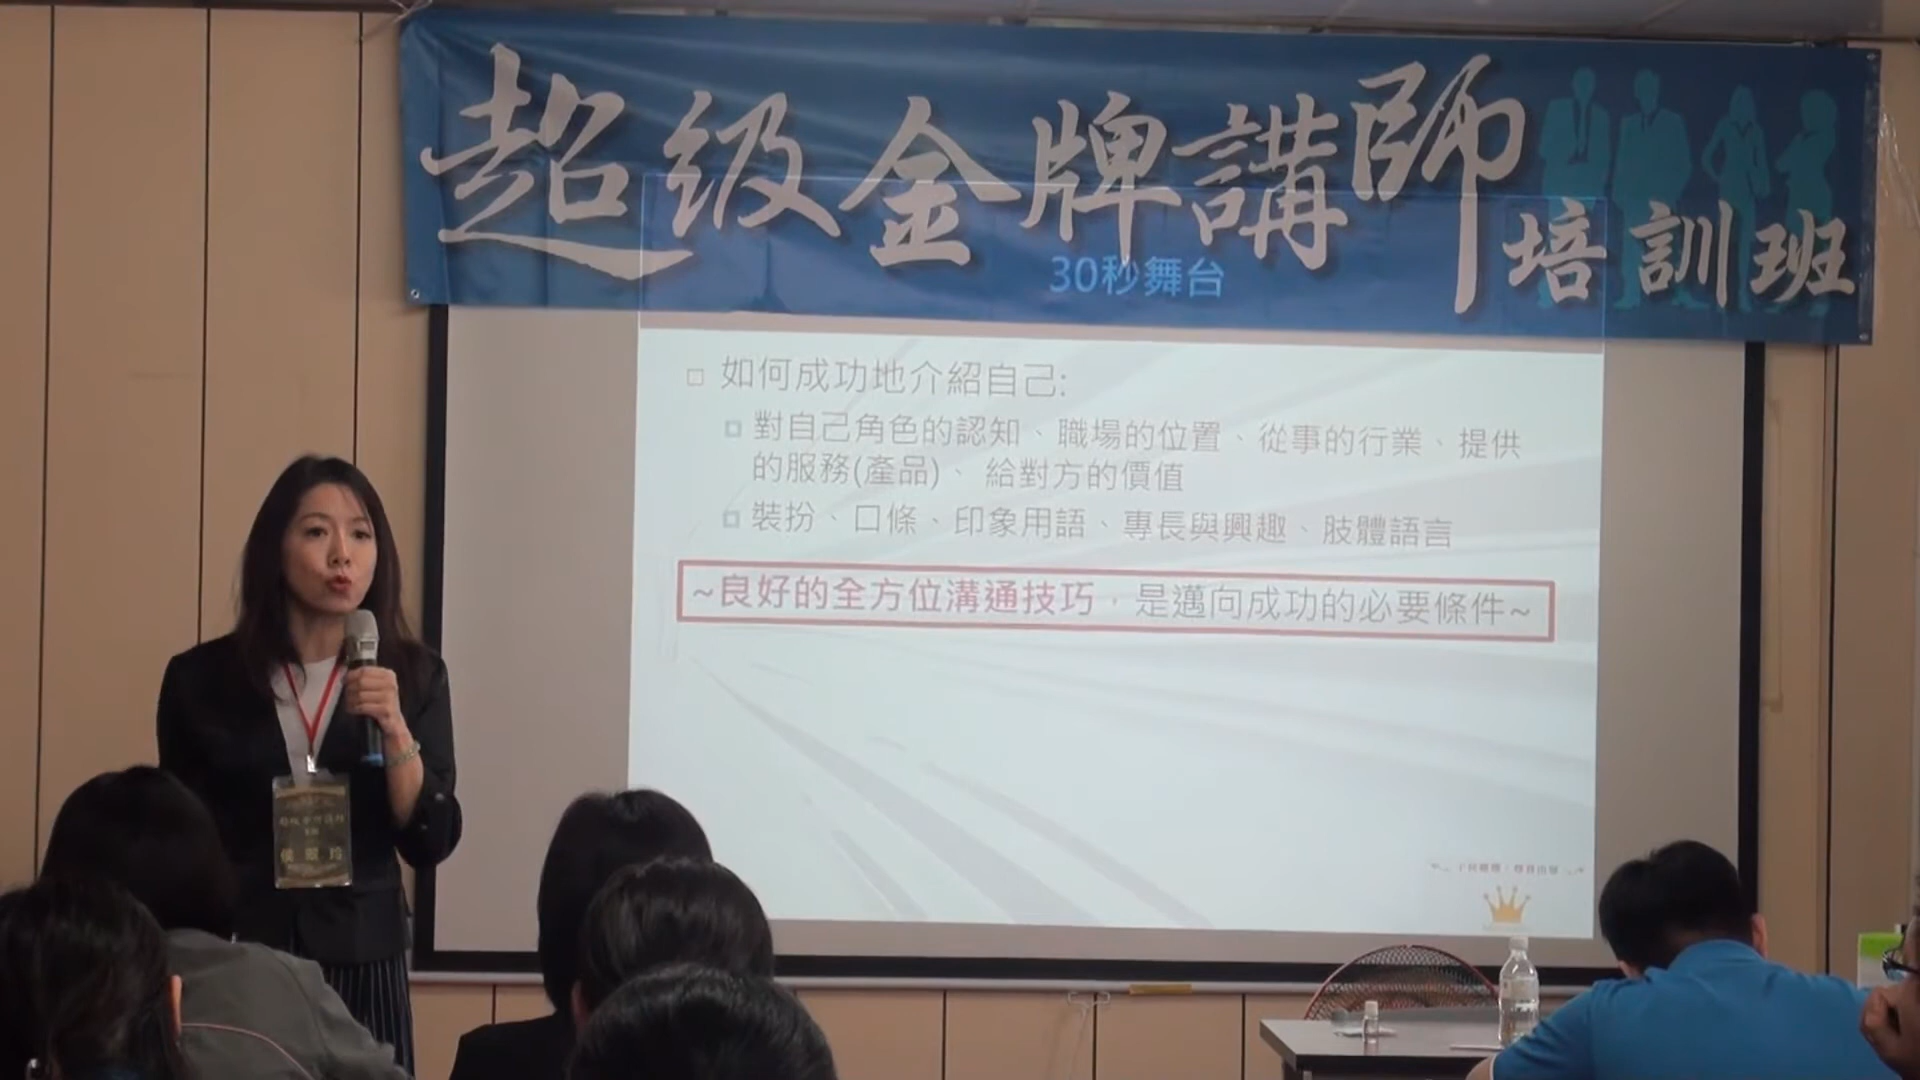 超级金牌講師培訓班
30秒舞台
如何成功地介紹自己:
對自己角色的認知、職場的位置、從事的行業、提供
的服務(產品)、 給對方的價值
裝扮、口條、印象用語、專長與興趣、肢體語言
~良好的全方位溝通技巧，是邁向成功的必要條件~